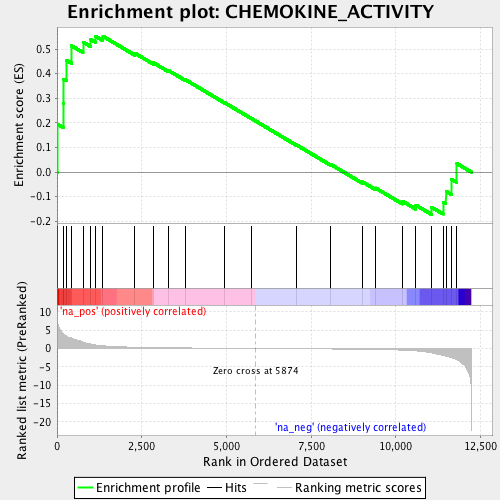 Enrichment plot: CHEMOKINE_ACTIVITY
Enrichment score (ES)
0.5
0.4
0.3
0.2
0.1
0.0
-0.1
-0.2
'na_pos' (positively correlated)
Ranked list metric (PreRanked)
10
5
0
-5
-10
-15
-20
Zero cross at 5874
'na_neg' (negatively correlated)
0
2,500
5,000
7,500
10,000
12,500
Rank in Ordered Dataset
Enrichment profile
Hits
Ranking metric scores